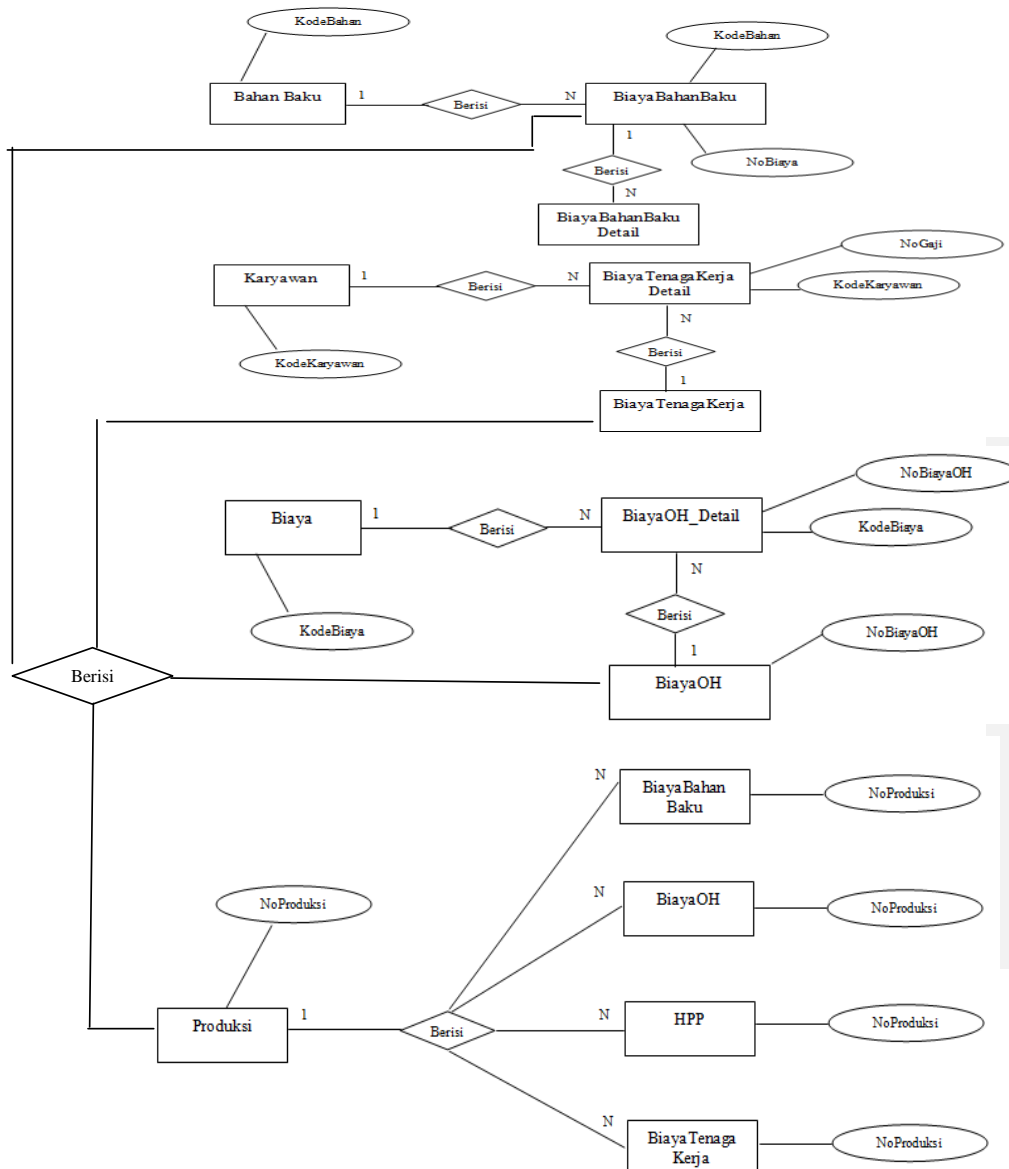 KodeBahan
KodeBahan
Bahan Baku
1
Berisi
N
BiayaBahanBaku
1
NoBiaya
Berisi
N
BiayaBahanBaku
Detail
NoGaji
Karyawan
1
Berisi
N
BiayaTenagaKerja
Detail
KodeKaryawan
N
KodeKaryawan
Berisi
1
BiayaTenagaKerja
NoBiayaOH
Biaya
1
Berisi
N
BiayaOH_Detail
KodeBiaya
N
KodeBiaya
Berisi
NoBiayaOH
1
Berisi
BiayaOH
N
BiayaBahan
Baku
NoProduksi
NoProduksi
N
BiayaOH
NoProduksi
Produksi
1
Berisi
N
HPP
NoProduksi
N
BiayaTenaga
Kerja
NoProduksi